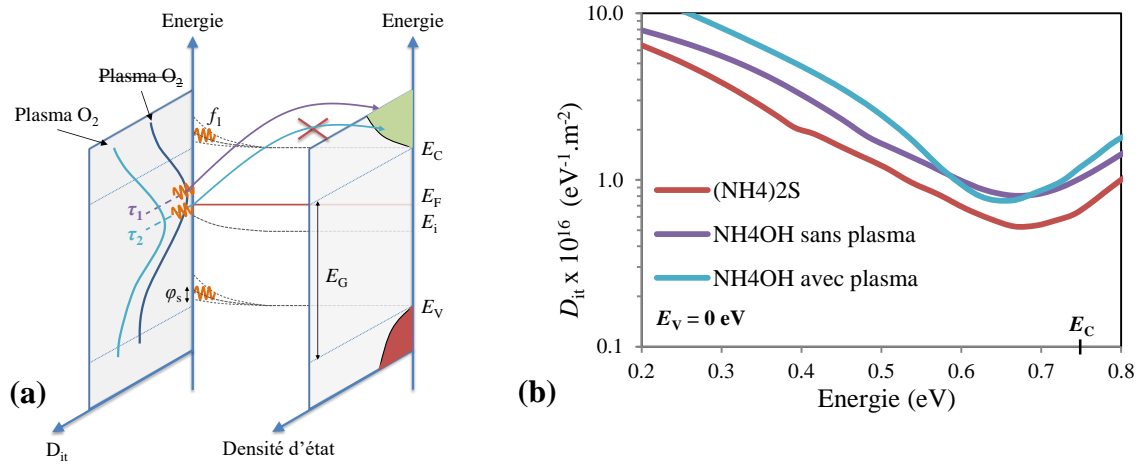 Energie
Energie
Plasma O2
Plasma O2
f1
EC
EF
Ei
EG
EV
τ1
τ2
φs
(a)
Dit
Densité d'état
Dit x 10^16 (eV-1.m-2)
10.0
1.0
0.1
(NH4)2S
NH4OH sans plasma
NH4OH avec plasma
EV = 0 eV
EC
0.2 0.3 0.4 0.5 0.6 0.7 0.8
Energie (eV)
(b)